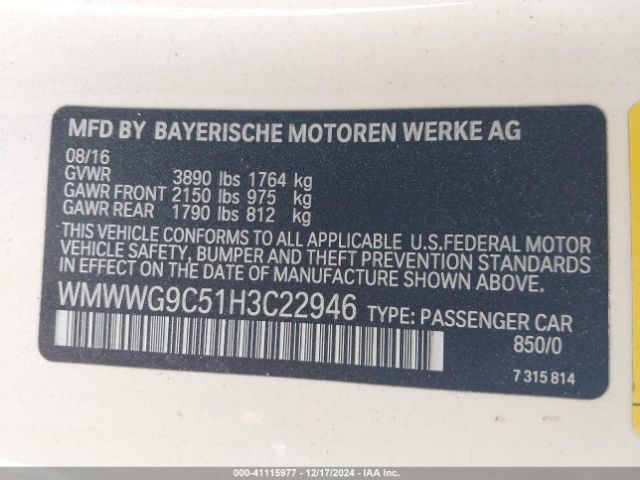 MFD BY BAYERISCHE MOTOREN WERKE AG
08/16
GVWR 3890 lbs 1764 kg
GAWR FRONT 2150 lbs 975 kg
GAWR REAR 1790 lbs 812 kg
THIS VEHICLE CONFORMS TO ALL APPLICABLE U.S.FEDERAL MOTOR
VEHICLE SAFETY, BUMPER AND THEFT PREVENTION STANDARDS
IN EFFECT ON THE DATE OF MANUFACTURE SHOWN ABOVE.
WMWWG9C51H3C22946 TYPE: PASSENGER CAR
850/0
7 315 814
000-41115977 - 12/17/2024 - IAA Inc.